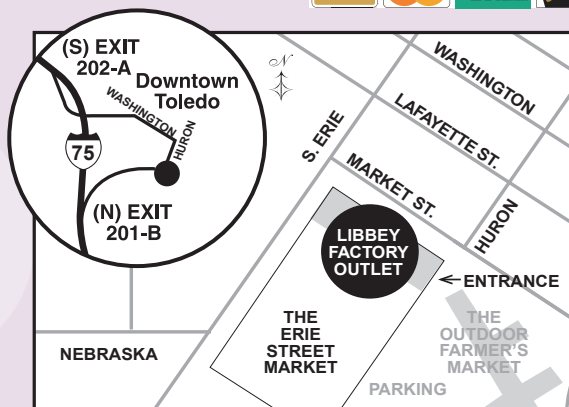 (S) EXIT
202-A
Downtown
Toledo
WASHINGTON
HURON
75
(N) EXIT
201-B
N
WASHINGTON
LAFAYETTE ST.
S. ERIE
MARKET ST.
HURON
LIBBEY
FACTORY
OUTLET
ENTRANCE
THE
ERIE
STREET
MARKET
THE
OUTDOOR
FARMER'S
MARKET
NEBRASKA
PARKING